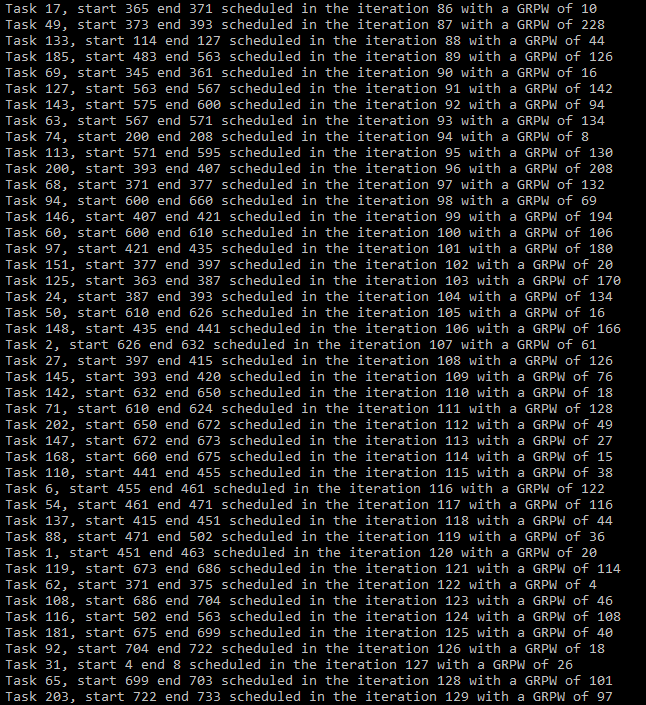 Task 17, start 365 end 371 scheduled in the iteration 86 with a GRPW of 10
Task 49, start 373 end 393 scheduled in the iteration 87 with a GRPW of 228
Task 133, start 114 end 127 scheduled in the iteration 88 with a GRPW of 44
Task 185, start 483 end 563 scheduled in the iteration 89 with a GRPW of 126
Task 69, start 345 end 361 scheduled in the iteration 90 with a GRPW of 16
Task 127, start 563 end 567 scheduled in the iteration 91 with a GRPW of 142
Task 143, start 575 end 600 scheduled in the iteration 92 with a GRPW of 94
Task 63, start 567 end 571 scheduled in the iteration 93 with a GRPW of 134
Task 74, start 200 end 208 scheduled in the iteration 94 with a GRPW of 8
Task 113, start 571 end 595 scheduled in the iteration 95 with a GRPW of 130
Task 200, start 393 end 407 scheduled in the iteration 96 with a GRPW of 208
Task 68, start 371 end 377 scheduled in the iteration 97 with a GRPW of 132
Task 94, start 600 end 660 scheduled in the iteration 98 with a GRPW of 69
Task 146, start 407 end 421 scheduled in the iteration 99 with a GRPW of 194
Task 60, start 600 end 610 scheduled in the iteration 100 with a GRPW of 106
Task 97, start 421 end 435 scheduled in the iteration 101 with a GRPW of 180
Task 151, start 377 end 397 scheduled in the iteration 102 with a GRPW of 20
Task 125, start 363 end 387 scheduled in the iteration 103 with a GRPW of 170
Task 24, start 387 end 393 scheduled in the iteration 104 with a GRPW of 134
Task 50, start 610 end 626 scheduled in the iteration 105 with a GRPW of 16
Task 148, start 435 end 441 scheduled in the iteration 106 with a GRPW of 166
Task 2, start 626 end 632 scheduled in the iteration 107 with a GRPW of 61
Task 27, start 397 end 415 scheduled in the iteration 108 with a GRPW of 126
Task 145, start 393 end 420 scheduled in the iteration 109 with a GRPW of 76
Task 142, start 632 end 650 scheduled in the iteration 110 with a GRPW of 18
Task 71, start 610 end 624 scheduled in the iteration 111 with a GRPW of 128
Task 202, start 650 end 672 scheduled in the iteration 112 with a GRPW of 49
Task 147, start 672 end 673 scheduled in the iteration 113 with a GRPW of 27
Task 168, start 660 end 675 scheduled in the iteration 114 with a GRPW of 15
Task 110, start 441 end 455 scheduled in the iteration 115 with a GRPW of 38
Task 6, start 455 end 461 scheduled in the iteration 116 with a GRPW of 122
Task 54, start 461 end 471 scheduled in the iteration 117 with a GRPW of 116
Task 137, start 415 end 451 scheduled in the iteration 118 with a GRPW of 44
Task 88, start 471 end 502 scheduled in the iteration 119 with a GRPW of 36
Task 1, start 451 end 463 scheduled in the iteration 120 with a GRPW of 20
Task 119, start 673 end 686 scheduled in the iteration 121 with a GRPW of 114
Task 62, start 371 end 375 scheduled in the iteration 122 with a GRPW of 4
Task 108, start 686 end 704 scheduled in the iteration 123 with a GRPW of 46
Task 116, start 502 end 563 scheduled in the iteration 124 with a GRPW of 108
Task 181, start 675 end 699 scheduled in the iteration 125 with a GRPW of 40
Task 92, start 704 end 722 scheduled in the iteration 126 with a GRPW of 18
Task 31, start 4 end 8 scheduled in the iteration 127 with a GRPW of 26
Task 65, start 699 end 703 scheduled in the iteration 128 with a GRPW of 101
Task 203, start 722 end 733 scheduled in the iteration 129 with a GRPW of 97